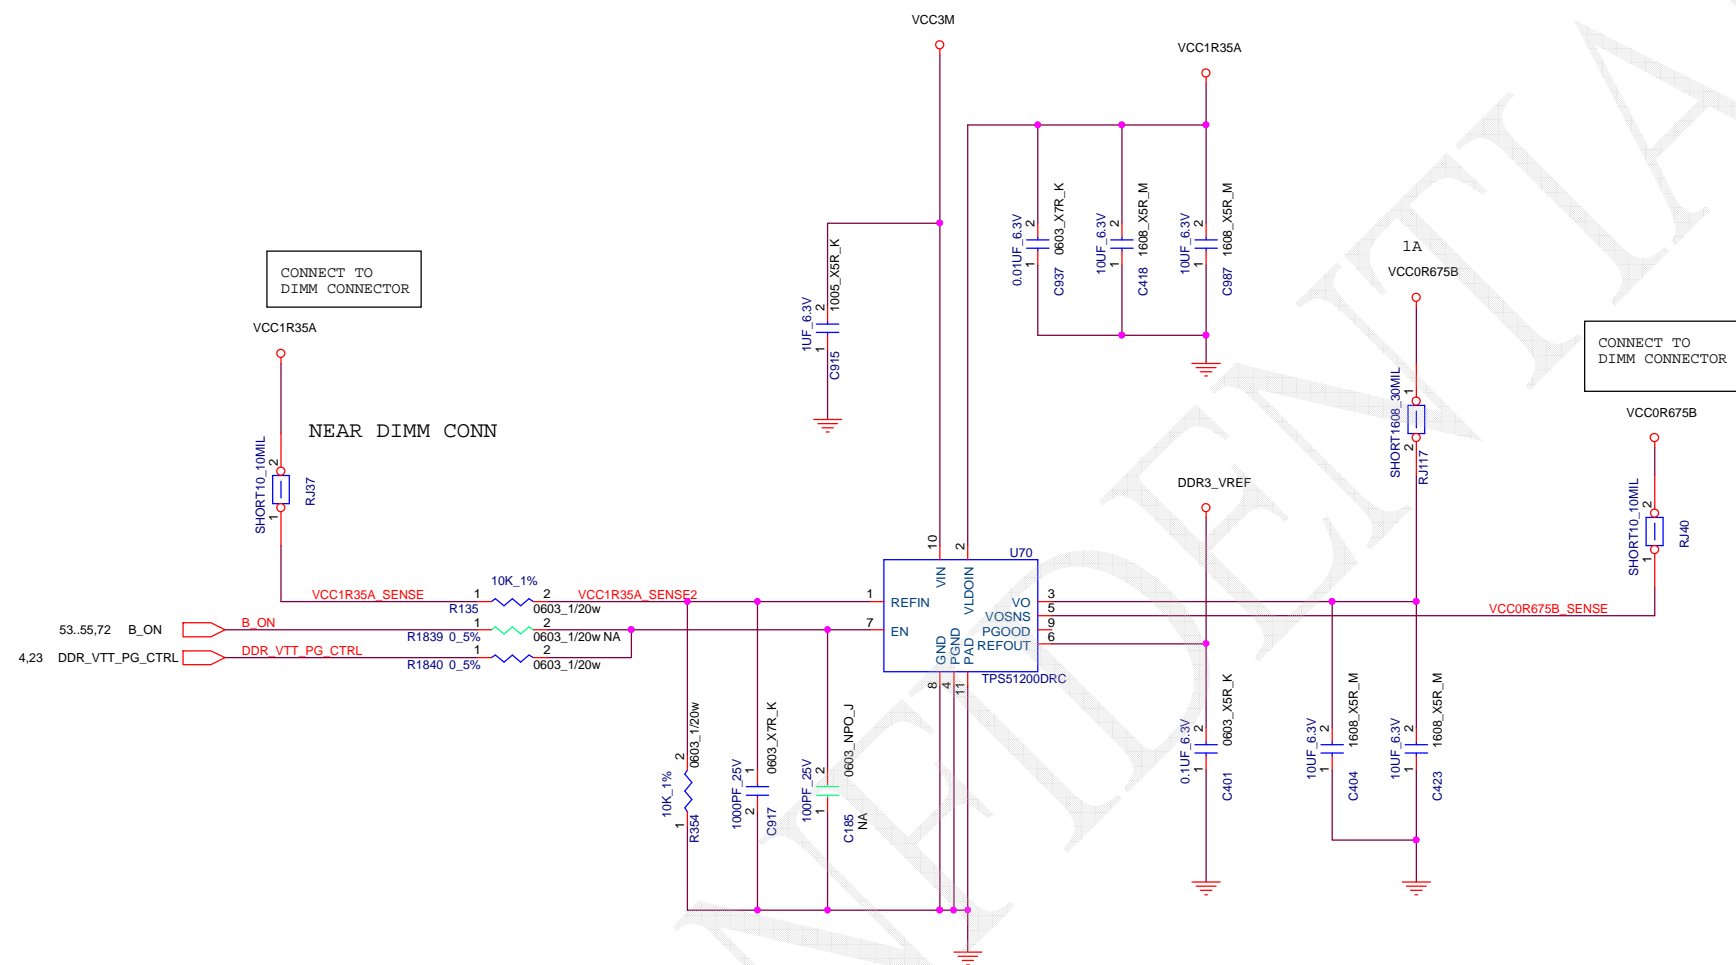 VCC3M
VCC1R35A
0.01UF_6.3V
2
1
0603_X7R_K
C937
10UF_6.3V
2
1
1608_X5R_M
C418
10UF_6.3V
2
1
1608_X5R_M
C987
1A
VCC0R675B
CONNECT TO
DIMM CONNECTOR
VCC1R35A
1UF_6.3V
2
1
1005_X5R_K
C915
CONNECT TO
DIMM CONNECTOR
VCC0R675B
SHORT1608_30MIL
1
2
RJ117
NEAR DIMM CONN
SHORT10_10MIL
2
1
RJ37
DDR3_VREF
SHORT10_10MIL
2
1
RJ40
10
2
U70
VIN
VLDOIN
VCC1R35A_SENSE
1
10K_1%
2
R135
0603_1/20w
VCC1R35A_SENSE2
1
REFIN
VO
3
VOSNS
5
VCC0R675B_SENSE
53..55,72
B_ON
B_ON
1
2
R1839 0_5%
0603_1/20w NA
7
EN
PGOOD
9
REFOUT
6
4,23
DDR_VTT_PG_CTRL
DDR_VTT_PG_CTRL
1
2
R1840 0_5%
0603_1/20w
GND
PGND
PAD
8
4
11
TPS51200DRC
10K_1%
2
1
0603_1/20w
R354
1000PF_25V
1
2
0603_X7R_K
C917
100PF_25V
2
1
0603_NPO_J
C185
NA
0.1UF_6.3V
2
1
0603_X5R_K
C401
10UF_6.3V
2
1
1608_X5R_M
C404
10UF_6.3V
2
1
1608_X5R_M
C423